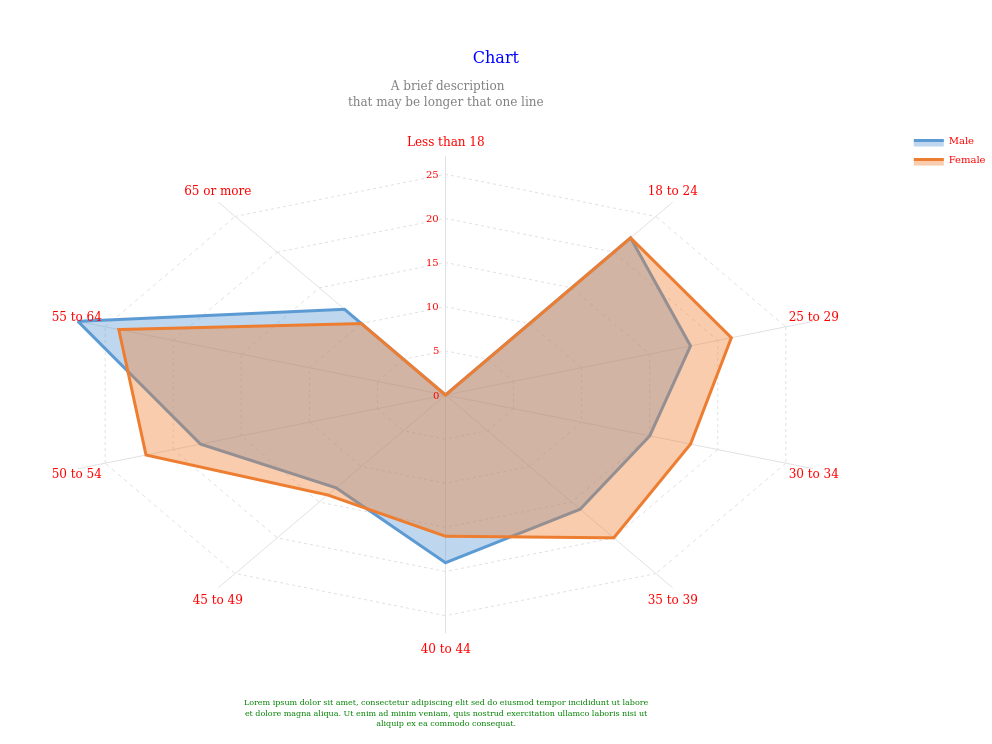 Chart
A brief description
that may be longer that one line
Less than 18
Male
Female
25
65 or more
18 to 24
20
15
10
55 to 64
25 to 29
5
0
50 to 54
30 to 34
45 to 49
35 to 39
40 to 44
Lorem ipsum dolor sit amet, consectetur adipiscing elit sed do eiusmod tempor incididunt ut labore
et dolore magna aliqua. Ut enim ad minim veniam, quis nostrud exercitation ullamco laboris nisi ut
aliquip ex ea commodo consequat.